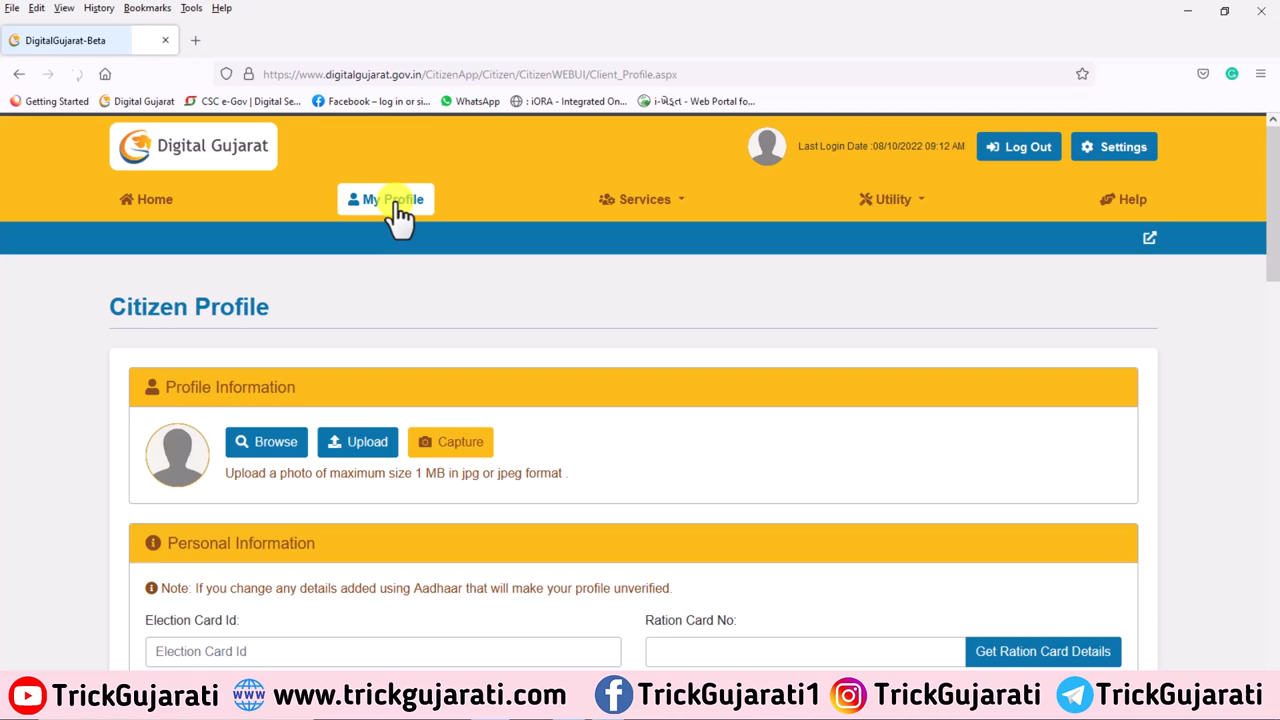 File Edit View History Bookmarks Tools Help
DigitalGujarat-Beta
https://www.digitalgujarat.gov.in/CitizenApp/Citizen/CitizenWEBUI/Client_Profile.aspx
Getting Started Digital Gujarat CSC e-Gov | Digital Se... Facebook – log in or si... WhatsApp : iORA - Integrated On... - Web Portal fo...
Digital Gujarat
Last Login Date :08/10/2022 09:12 AM
Log Out
Settings
Home My Profile Services Utility Help
Citizen Profile
Profile Information
Browse Upload Capture
Upload a photo of maximum size 1 MB in jpg or jpeg format .
Personal Information
Note: If you change any details added using Aadhaar that will make your profile unverified.
Election Card Id: Ration Card No:
Election Card Id Get Ration Card Details
TrickGujarati www.trickgujarati.com TrickGujarati1 TrickGujarati TrickGujarati